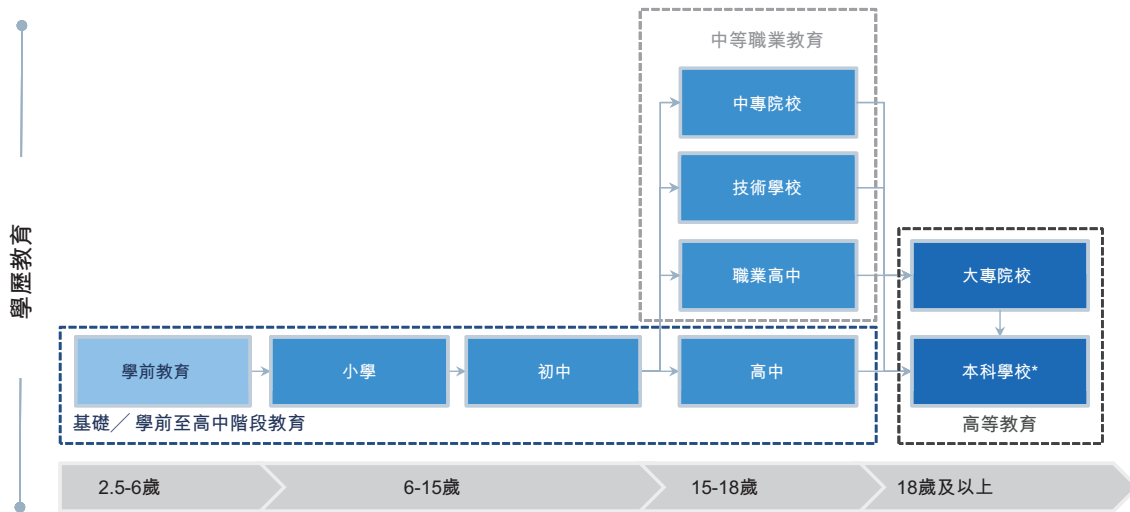 中等職業教育
中專院校
技術學校
學歷教育
職業高中
大專院校
學前教育
小學
初中
高中
本科學校*
基礎／學前至高中階段教育
高等教育
2.5-6歲
6-15歲
15-18歲
18歲及以上